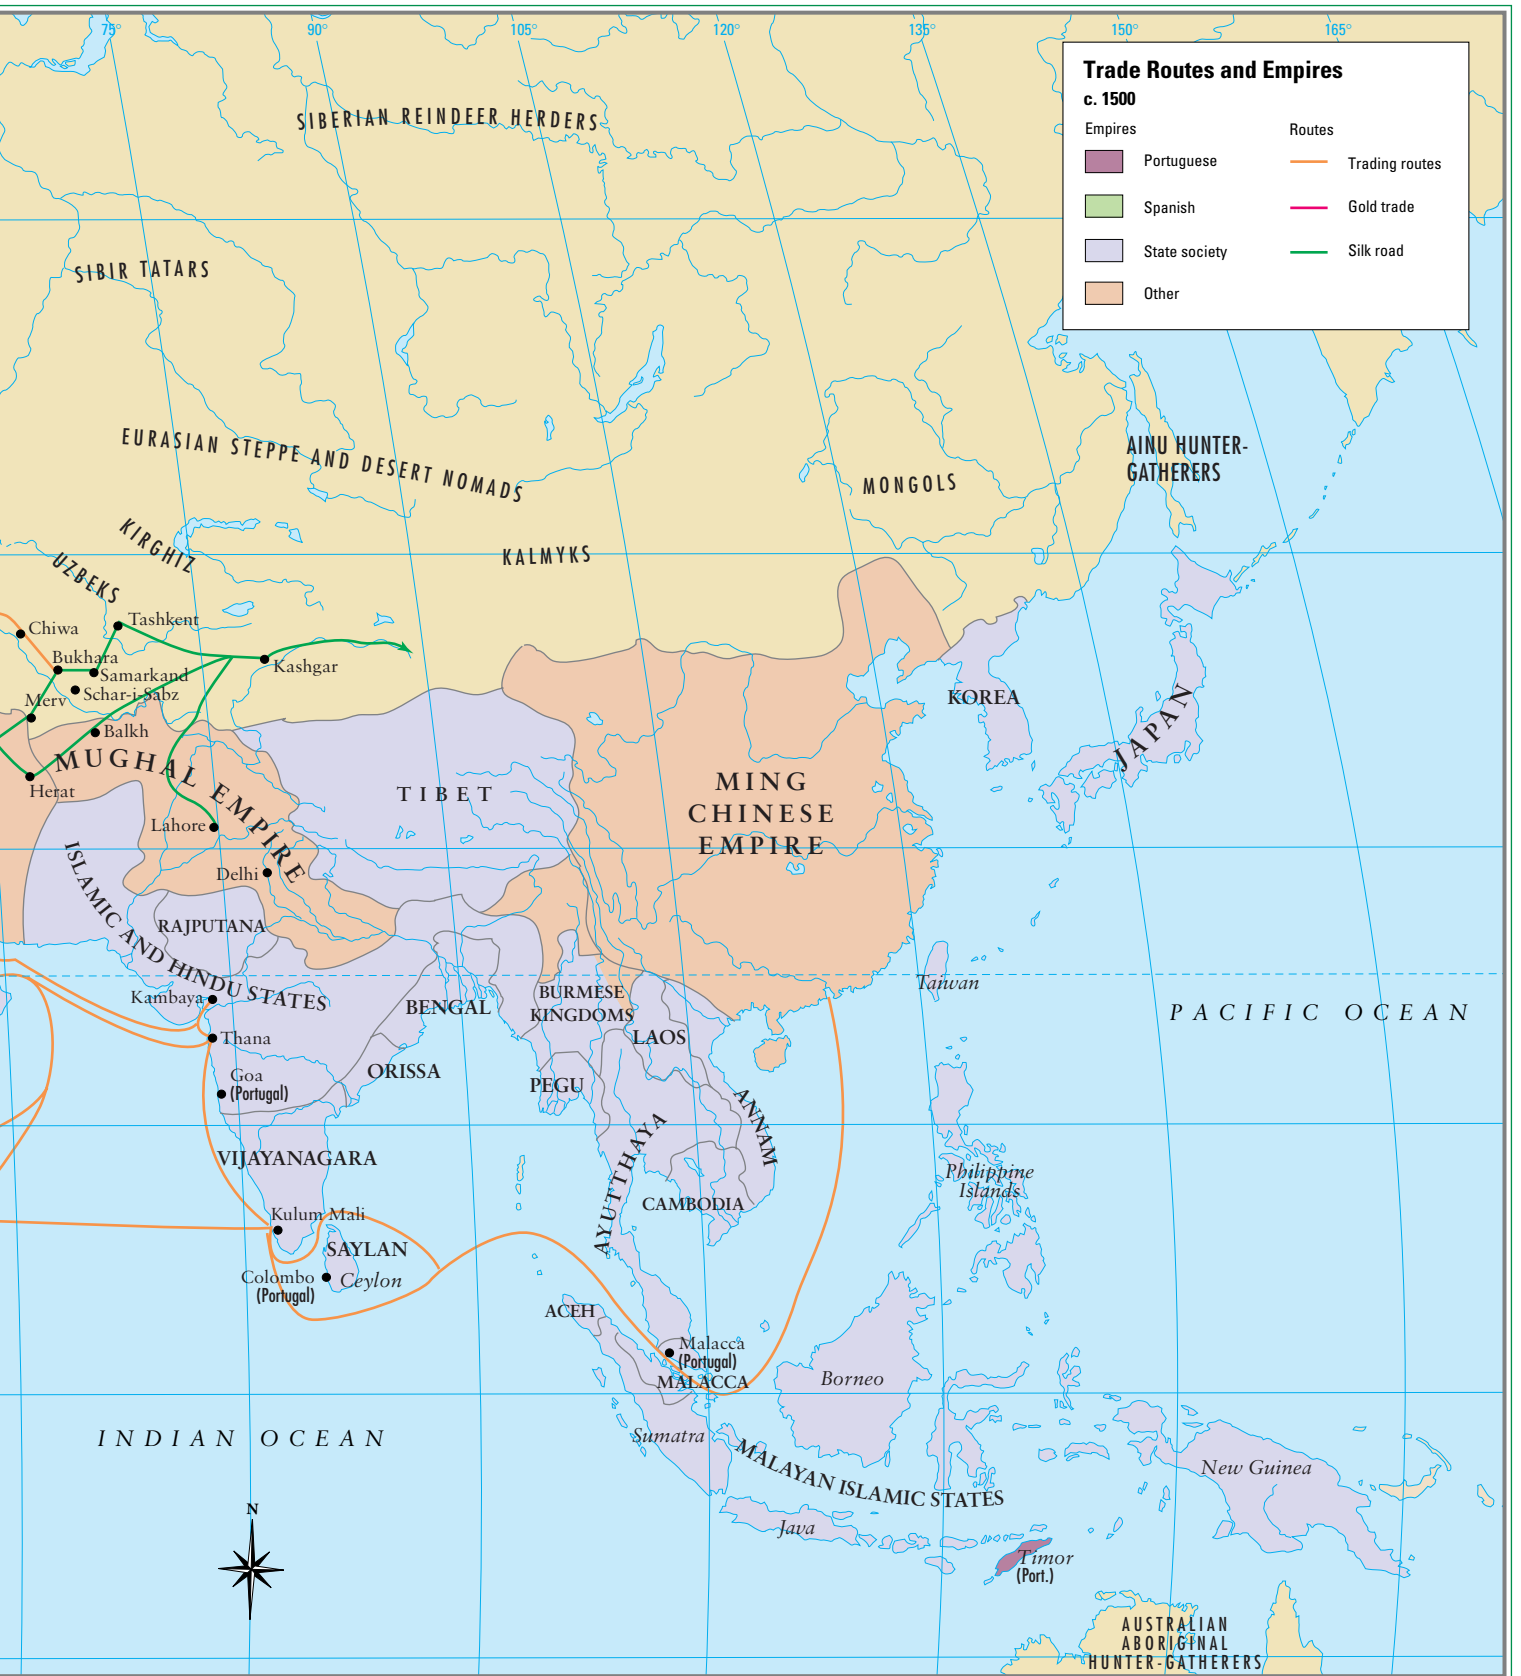 75°
90°
105°
120°
135°
150°
165°
Trade Routes and Empires
c. 1500
Empires
Routes
Portuguese
Trading routes
Spanish
Gold trade
State society
Silk road
Other
SIBERIAN REINDEER HERDERS
SIBIR TATARS
EURASIAN STEPPE AND DESERT NOMADS
MONGOLS
AINU HUNTER-
GATHERERS
KIRGHIZ
UZBEKS
KALMYKS
Chiwa
Tashkent
Bukhara
Samarkand
Kashgar
Schar-i-Sabz
Merv
Balkh
Herat
MUGHAL EMPIRE
Lahore
Delhi
TIBET
MING
CHINESE
EMPIRE
KOREA
JAPAN
ISLAMIC AND HINDU STATES
RAJPUTANA
Kambaya
Thana
Goa
(Portugal)
BENGAL
ORISSA
BURMESE
KINGDOMS
LAOS
PEGU
ANNAM
AYUTTHAYA
CAMBODIA
Taiwan
PACIFIC OCEAN
Philippine
Islands
VIJAYANAGARA
Kulum Mali
SAYLAN
Colombo
(Portugal)
Ceylon
ACEH
Malacca
(Portugal)
MALACCA
Borneo
Sumatra
INDIAN OCEAN
MALAYAN ISLAMIC STATES
New Guinea
Java
Timor
(Port.)
N
AUSTRALIAN
ABORIGINAL
HUNTER-GATHERERS